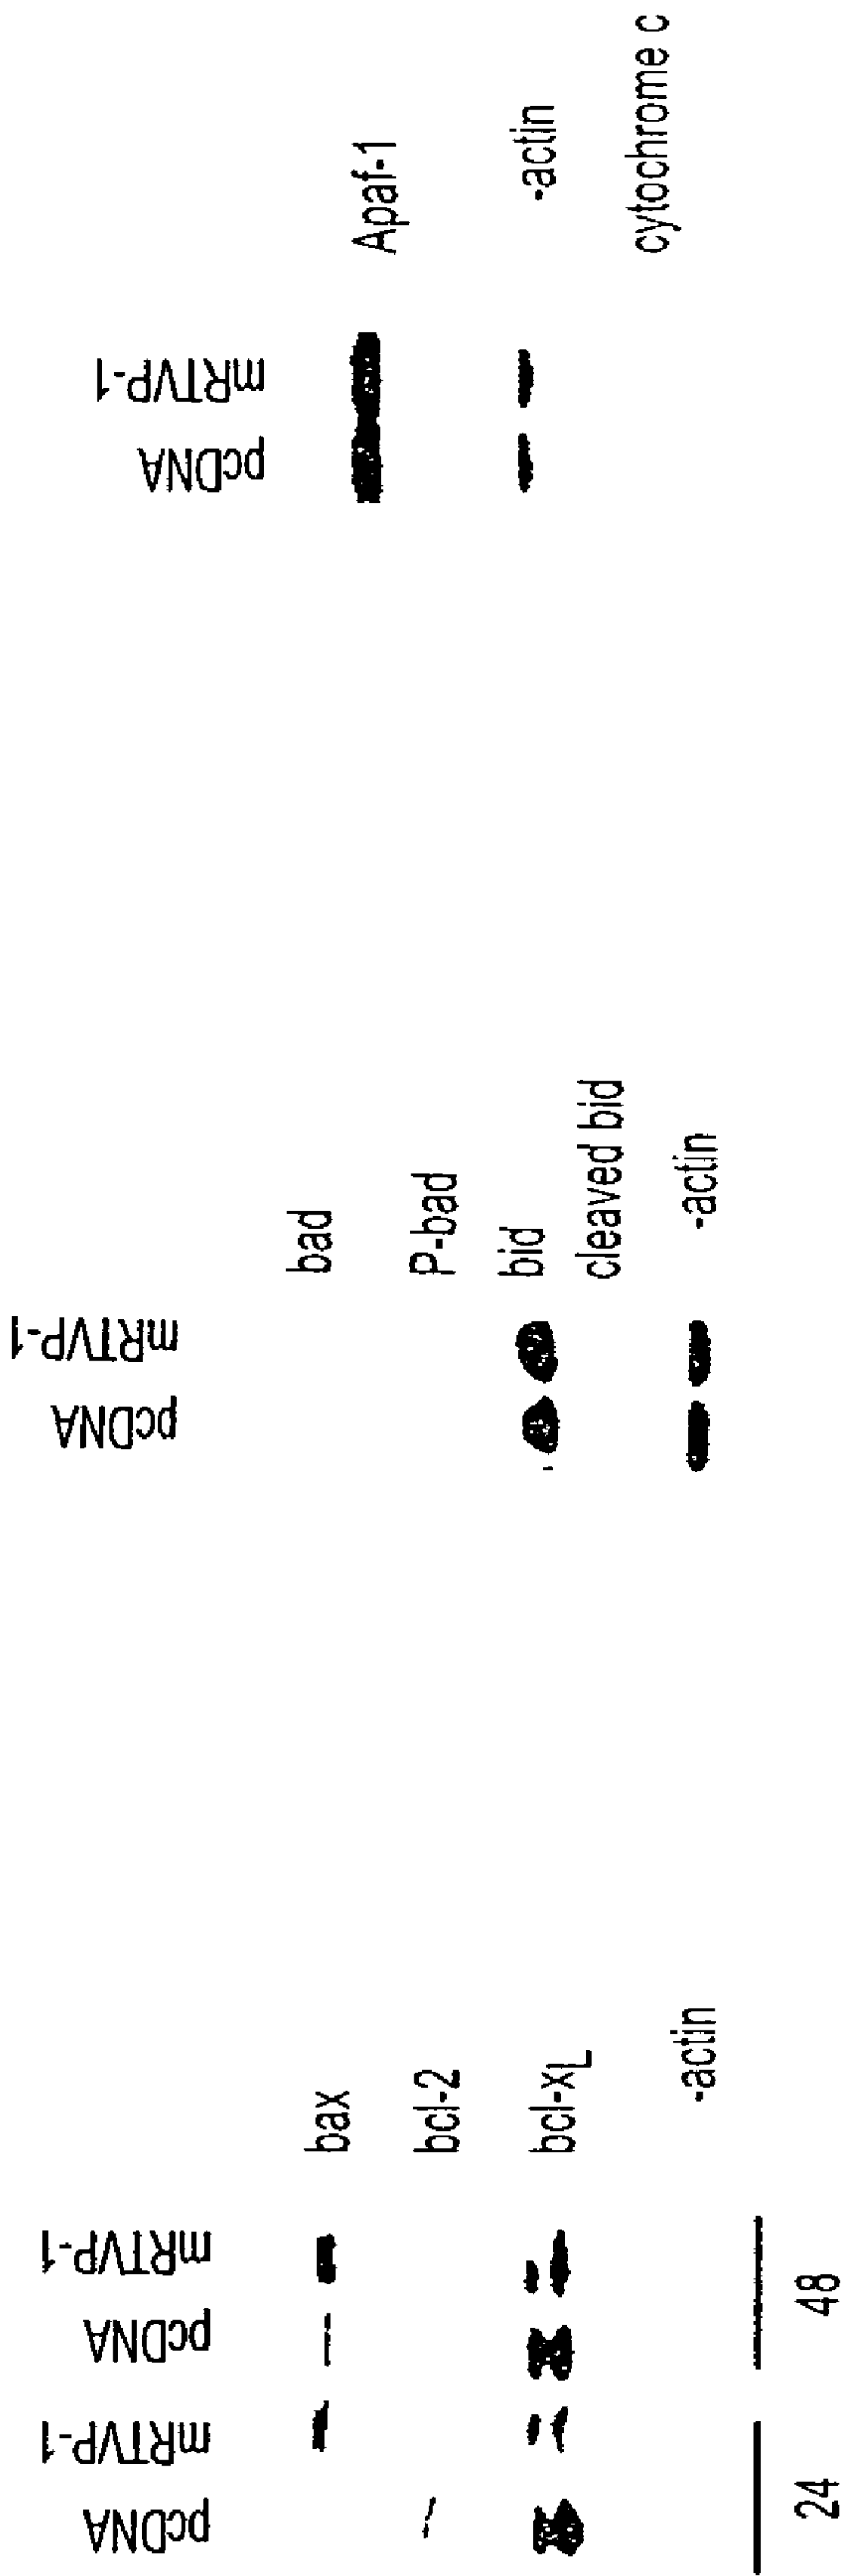 pcDNA
mRTVP-1
pcDNA
mRTVP-1
bax
bcl-2
bcl-xL
-actin
24
48
pcDNA
mRTVP-1
bad
P-bad
bid
cleaved bid
-actin
pcDNA
mRTVP-1
Apaf-1
-actin
cytochrome c